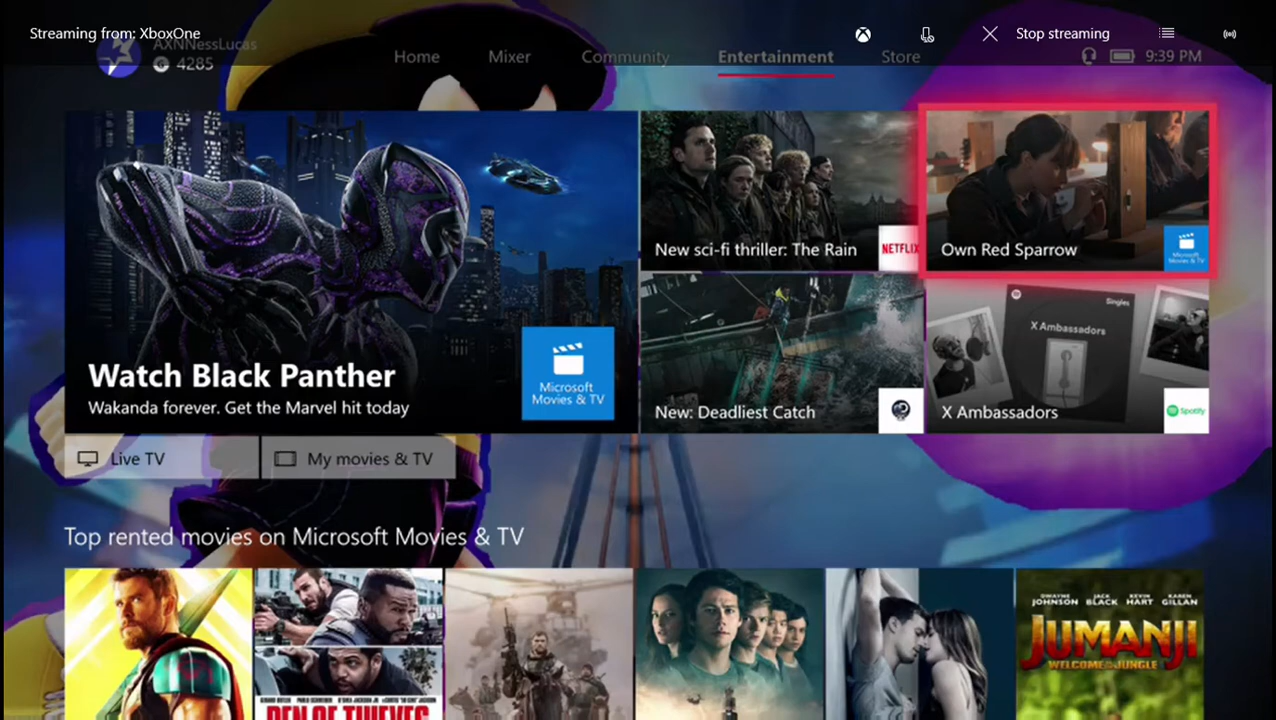 Streaming from: XboxOne
Stop streaming
AXNNessLucas
G 4285
Home
Mixer
Community
Entertainment
Store
9:39 PM
Watch Black Panther
Wakanda forever. Get the Marvel hit today
Microsoft
Movies & TV
New sci-fi thriller: The Rain
NETFLIX
Own Red Sparrow
Microsoft
Movies & TV
New: Deadliest Catch
Singles
X Ambassadors
X Ambassadors
Spotify
Live TV
My movies & TV
Top rented movies on Microsoft Movies & TV
DEN OF THIEVES
DWAYNE JOHNSON
JACK BLACK
KEVIN HART
KAREN GILLAN
JUMANJI
WELCOME TO THE JUNGLE